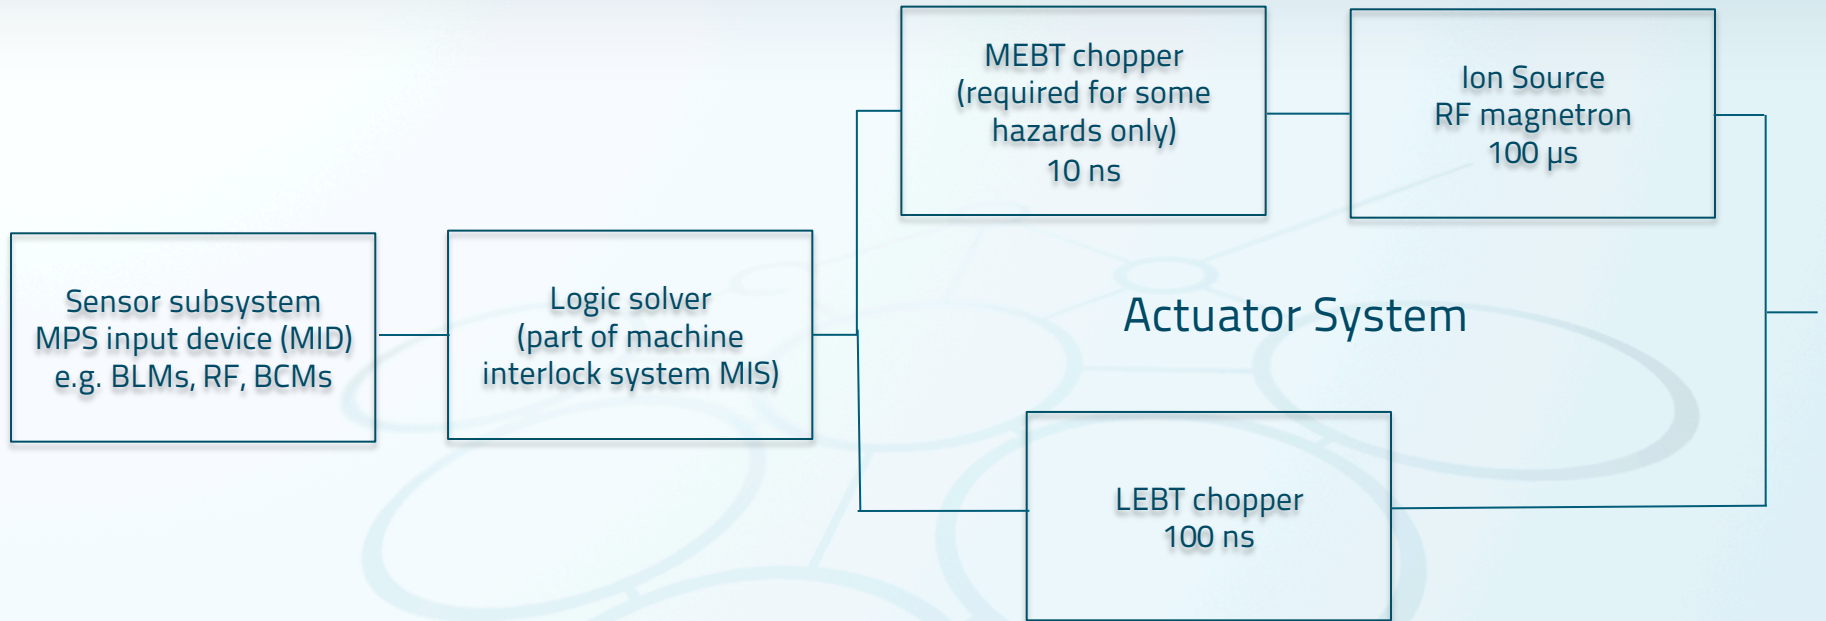 Sensor subsystem
MPS input device (MID)
e.g. BLMs, RF, BCMs
Logic solver
(part of machine
interlock system MIS)
MEBT chopper
(required for some
hazards only)
10 ns
Ion Source
RF magnetron
100 µs
Actuator System
LEBT chopper
100 ns